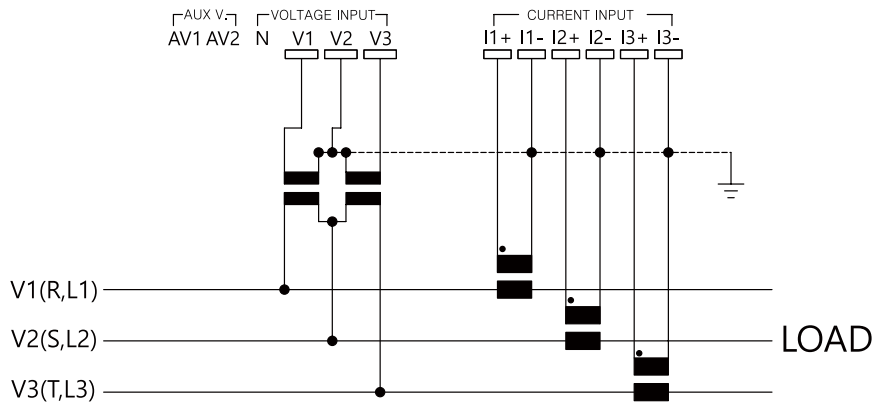 AUX V. VOLTAGE INPUT CURRENT INPUT
AV1 AV2 N V1 V2 V3 I1+ I1- I2+ I2- I3+ I3-
V1(R,L1)
V2(S,L2) LOAD
V3(T,L3)